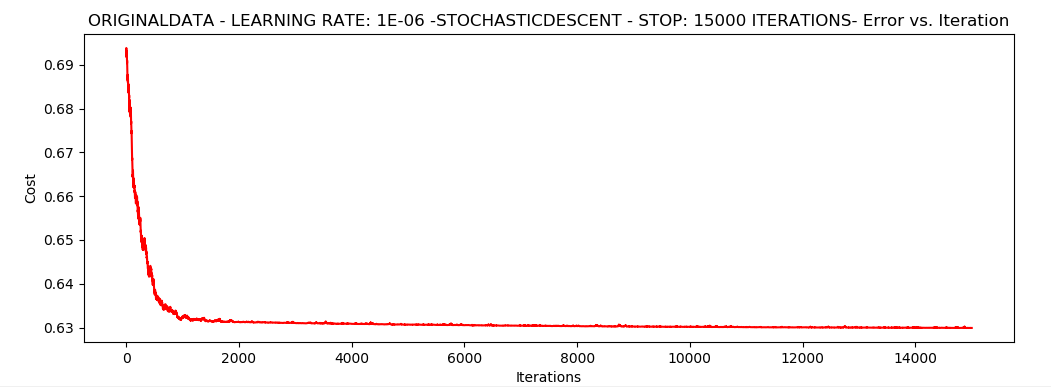 ORIGINALDATA - LEARNING RATE: 1E-06 -STOCHASTICDESCENT - STOP: 15000 ITERATIONS- Error vs. Iteration
0.69
0.68
0.67
0.66
0.65
0.64
0.63
Cost
0 2000 4000 6000 8000 10000 12000 14000
Iterations